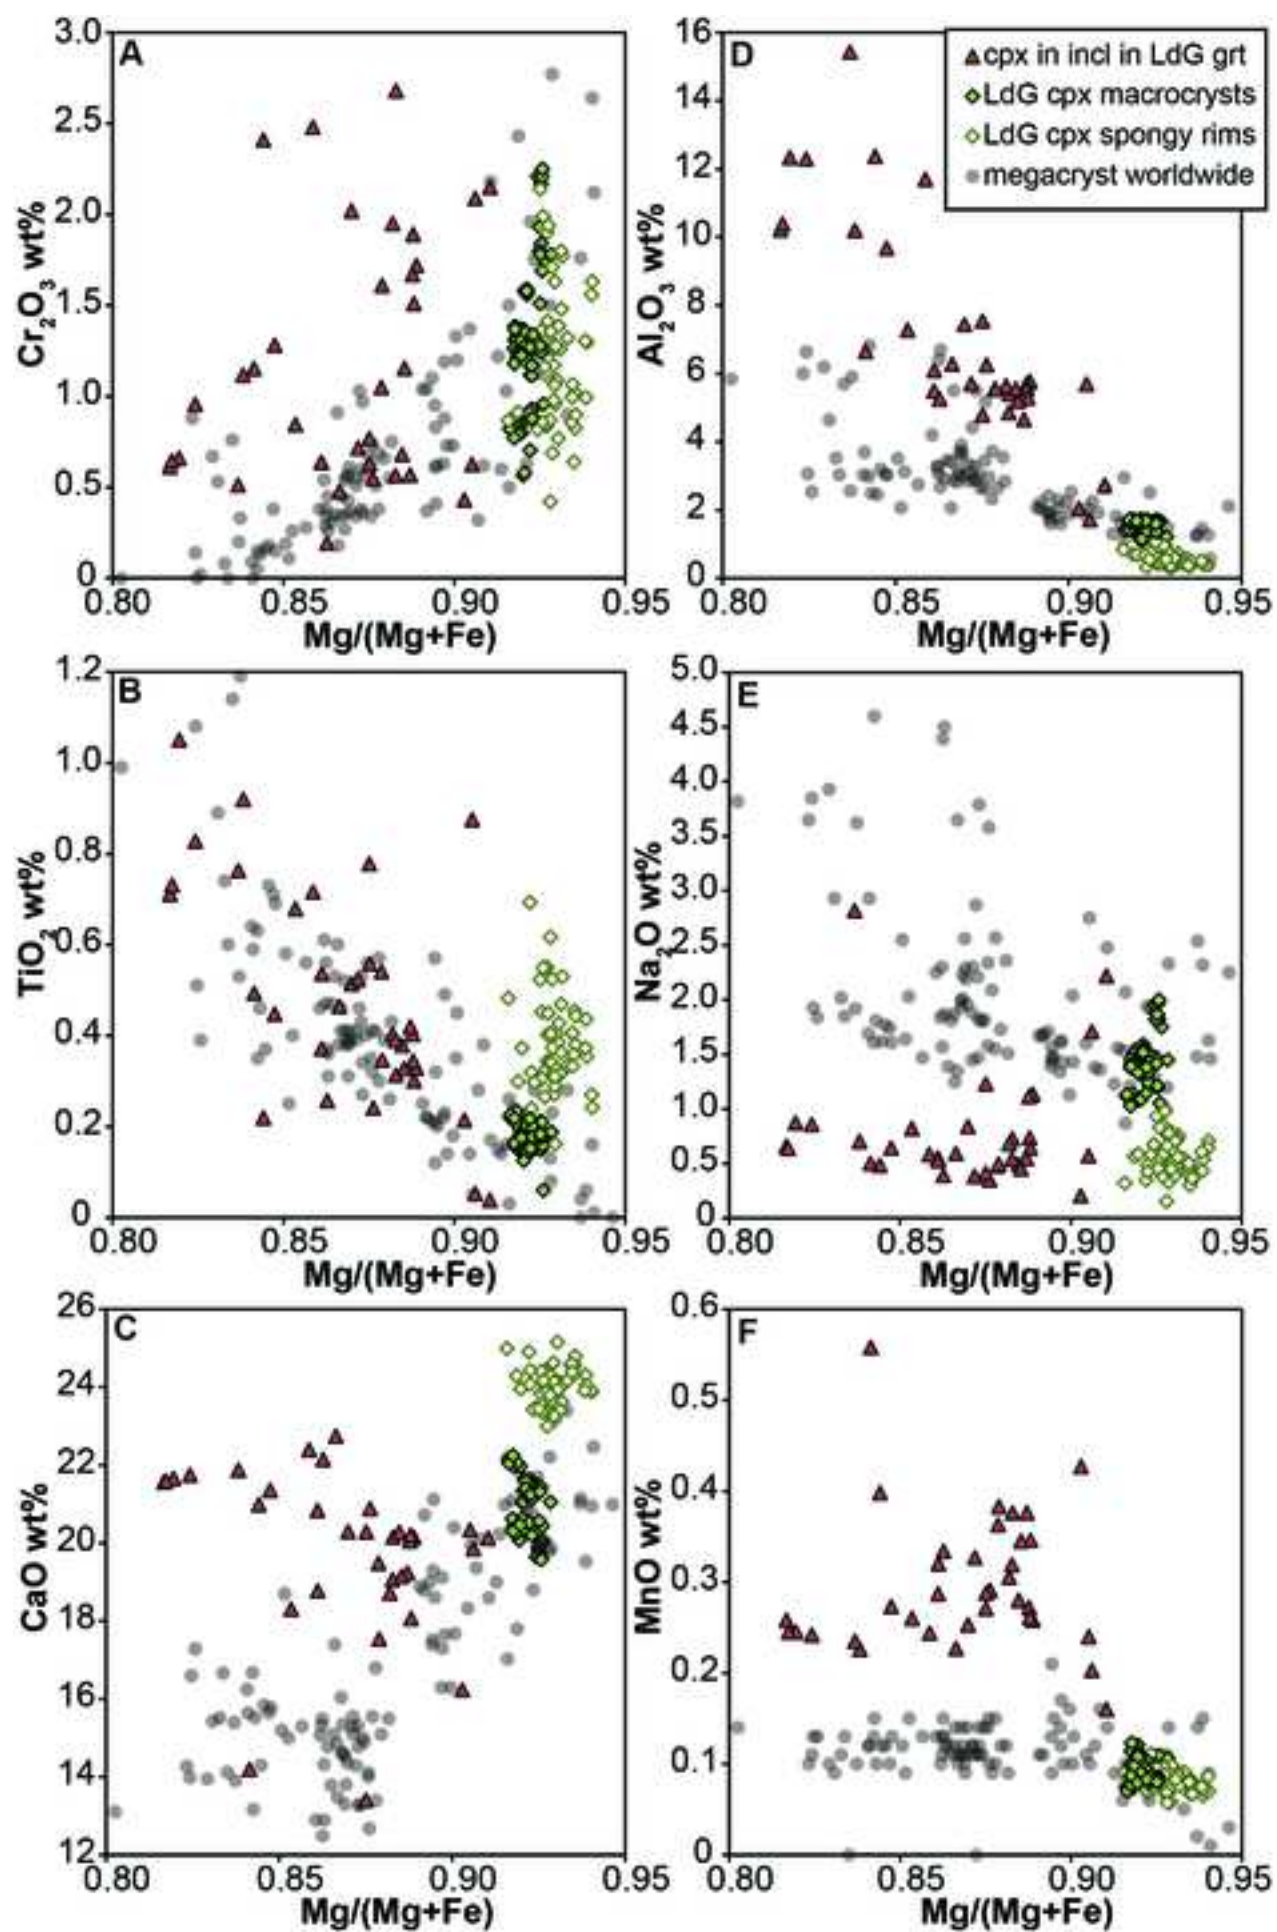 A
3.0
2.5
2.0
1.5
1.0
0.5
0
Cr2O3 wt%
0.80 0.85 0.90 0.95
Mg/(Mg+Fe)
D
16
14
12
10
8
6
4
2
0
Al2O3 wt%
0.80 0.85 0.90 0.95
Mg/(Mg+Fe)
cpx in incl in LdG grt
LdG cpx macrocrysts
LdG cpx spongy rims
megacryst worldwide
B
1.2
1.0
0.8
0.6
0.4
0.2
0
TiO2 wt%
0.80 0.85 0.90 0.95
Mg/(Mg+Fe)
E
5.0
4.5
4.0
3.5
3.0
2.5
2.0
1.5
1.0
0.5
0
Na2O wt%
0.80 0.85 0.90 0.95
Mg/(Mg+Fe)
C
26
24
22
20
18
16
14
12
CaO wt%
0.80 0.85 0.90 0.95
Mg/(Mg+Fe)
F
0.6
0.5
0.4
0.3
0.2
0.1
0
MnO wt%
0.80 0.85 0.90 0.95
Mg/(Mg+Fe)